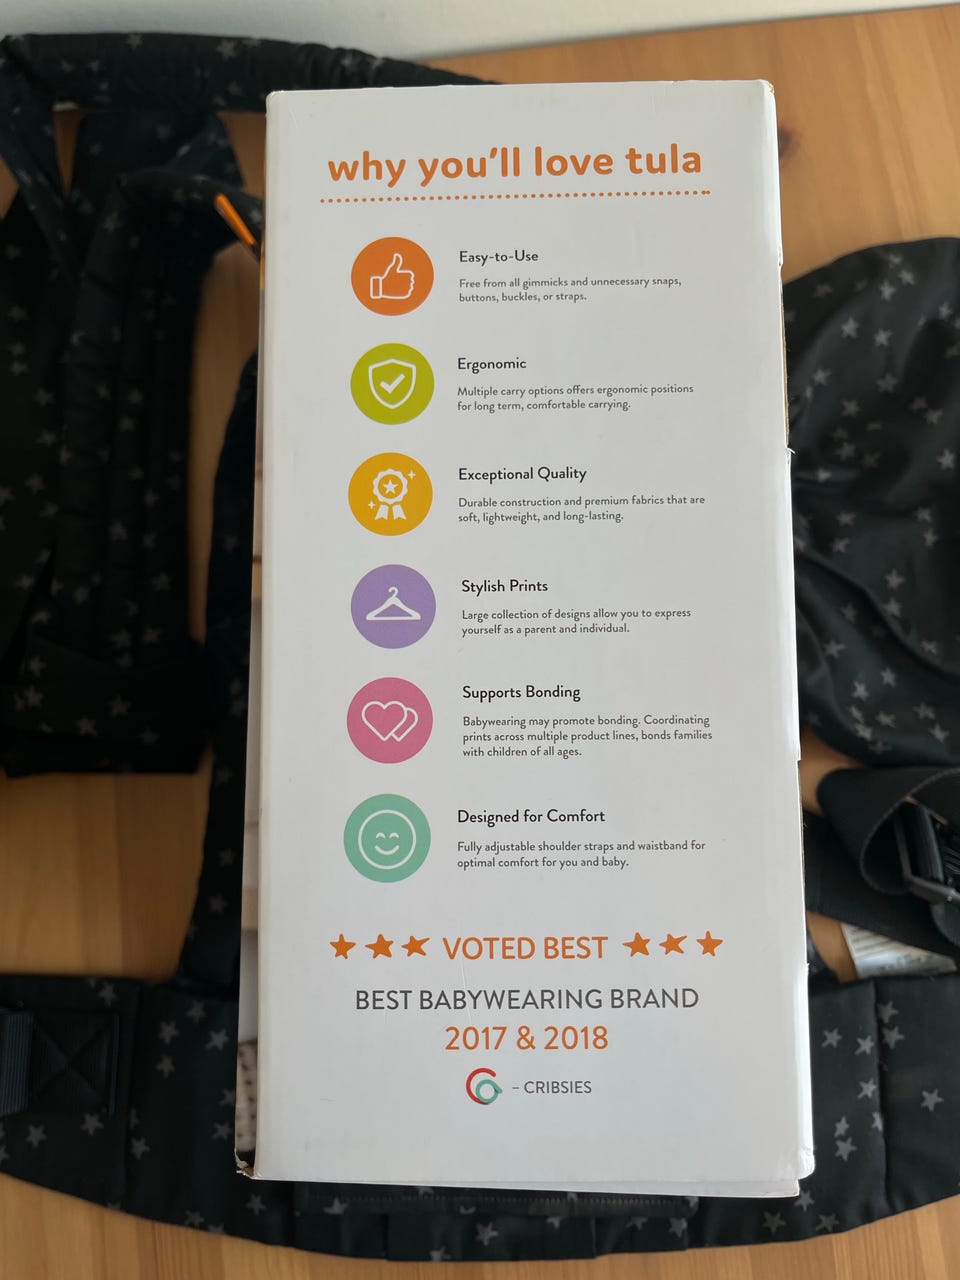 why you'll love tula
Easy-to-Use
Free from all gimmicks and unnecessary snaps,
buttons, buckles, or straps.
Ergonomic
Multiple carry options offers ergonomic positions
for long term, comfortable carrying.
Exceptional Quality
Durable construction and premium fabrics that are
soft, lightweight, and long-lasting.
Stylish Prints
Large collection of designs allow you to express
yourself as a parent and individual.
Supports Bonding
Babywearing may promote bonding. Coordinating
prints across multiple product lines, bonds families
with children of all ages.
Designed for Comfort
Fully adjustable shoulder straps and waistband for
optimal comfort for you and baby.
VOTED BEST
BEST BABYWEARING BRAND
2017 & 2018
– CRIBSIES